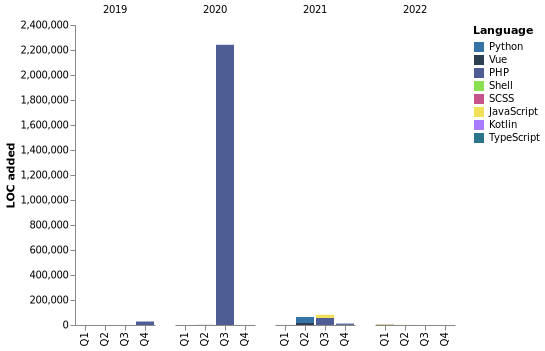 2019 2020 2021 2022
2,400,000
2,200,000
2,000,000
1,800,000
1,600,000
1,400,000
1,200,000
1,000,000
800,000
600,000
400,000
200,000
0
LOC added
Q1 Q2 Q3 Q4 Q1 Q2 Q3 Q4 Q1 Q2 Q3 Q4 Q1 Q2 Q3 Q4
Language
Python
Vue
PHP
Shell
SCSS
JavaScript
Kotlin
TypeScript